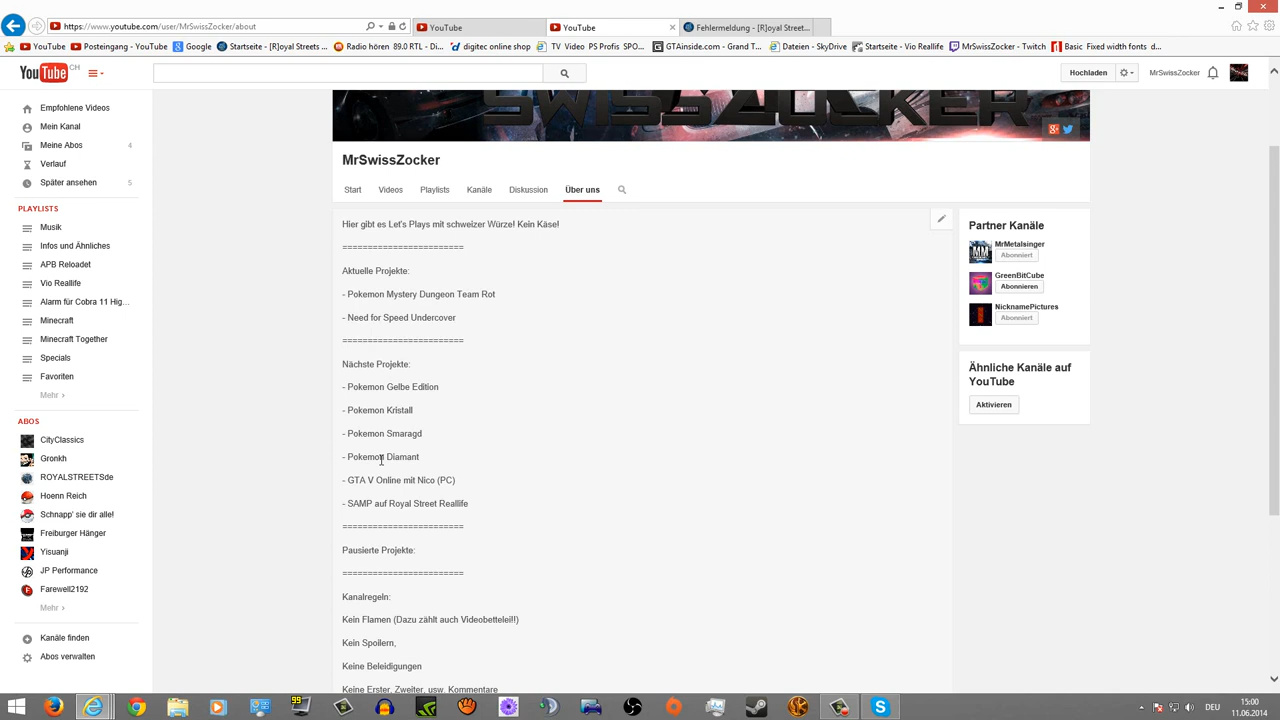 https://www.youtube.com/user/MrSwissZocker/about
YouTube
YouTube
Fehlermeldung - [R]oyal Street...
YouTube
Posteingang - YouTube
Google
Startseite - [R]oyal Streets ...
Radio hören 89.0 RTL - Di...
digitec online shop
TV Video PS Profis SPO...
GTAinside.com - Grand T...
Dateien - SkyDrive
Startseite - Vio Reallife
MrSwissZocker - Twitch
Basic Fixed width fonts d...
YouTube CH
Hochladen
MrSwissZocker
Empfohlene Videos
Mein Kanal
Meine Abos 4
Verlauf
Später ansehen 5
PLAYLISTS
Musik
Infos und Ähnliches
APB Reloadet
Vio Reallife
Alarm für Cobra 11 Hig...
Minecraft
Minecraft Together
Specials
Favoriten
Mehr ›
ABOS
CityClassics
Gronkh
ROYALSTREETSde
Hoenn Reich
Schnapp' sie dir alle!
Freiburger Hänger
Yisuanji
JP Performance
Farewell2192
Mehr ›
Kanäle finden
Abos verwalten
SWISSZOCKER
MrSwissZocker
Start
Videos
Playlists
Kanäle
Diskussion
Über uns
Hier gibt es Let's Plays mit schweizer Würze! Kein Käse!
========================
Aktuelle Projekte:
- Pokemon Mystery Dungeon Team Rot
- Need for Speed Undercover
========================
Nächste Projekte:
- Pokemon Gelbe Edition
- Pokemon Kristall
- Pokemon Smaragd
- Pokemon Diamant
- GTA V Online mit Nico (PC)
- SAMP auf Royal Street Reallife
========================
Pausierte Projekte:
========================
Kanalregeln:
Kein Flamen (Dazu zählt auch Videobettelei!!)
Kein Spoilern,
Keine Beleidigungen
Keine Erster, Zweiter, usw. Kommentare
Partner Kanäle
MrMetalsinger
Abonniert
GreenBitCube
Abonnieren
NicknamePictures
Abonniert
Ähnliche Kanäle auf
YouTube
Aktivieren
99
DEU
15:00
11.06.2014